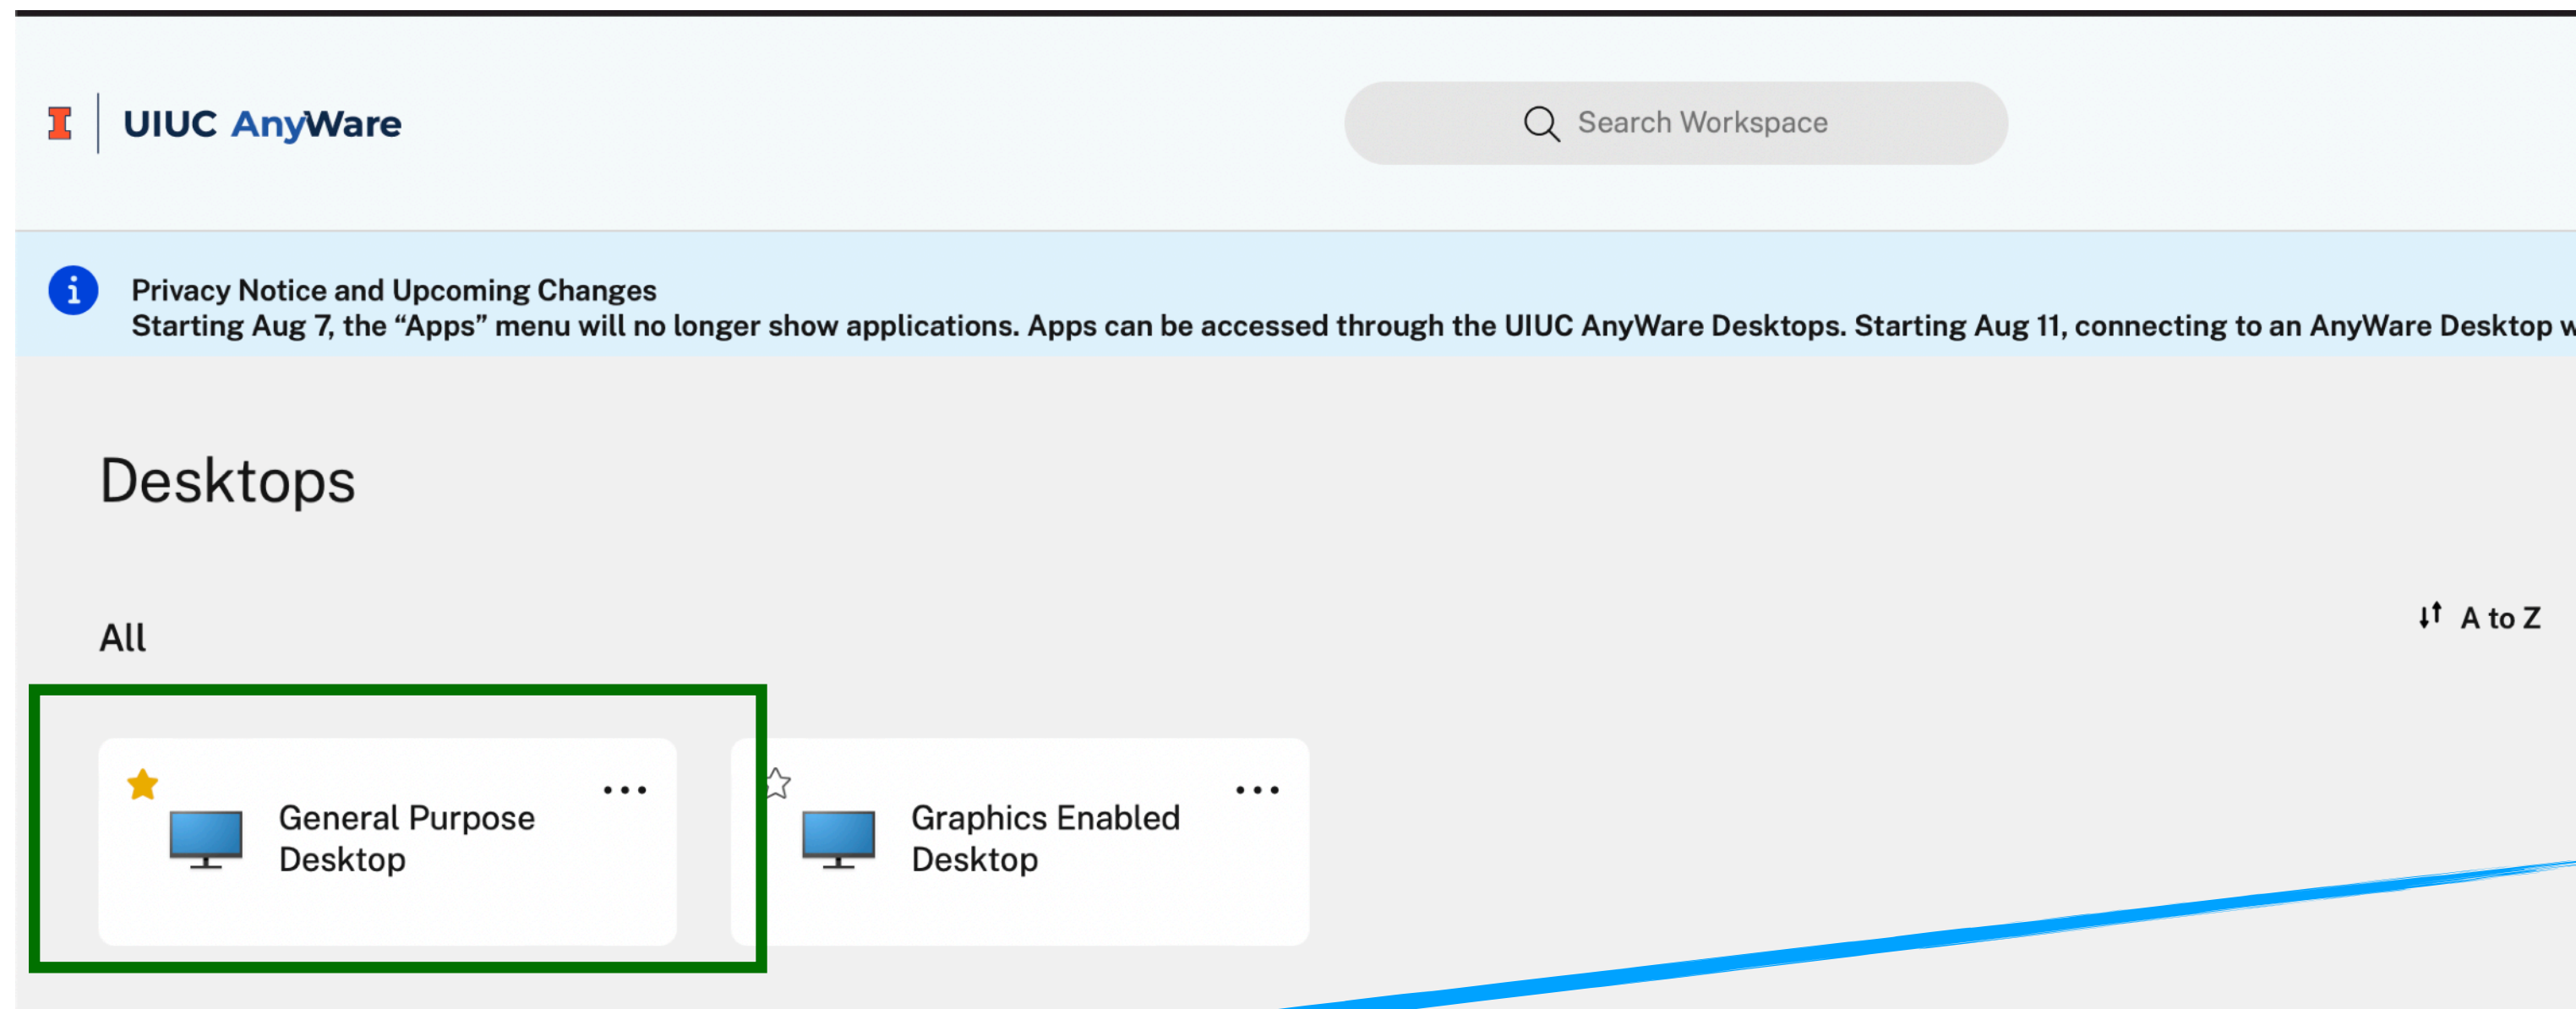 I
UIUC AnyWare
Search Workspace
i
Privacy Notice and Upcoming Changes
Starting Aug 7, the “Apps” menu will no longer show applications. Apps can be accessed through the UIUC AnyWare Desktops. Starting Aug 11, connecting to an AnyWare Desktop
Desktops
All
A to Z
General Purpose
Desktop
Graphics Enabled
Desktop